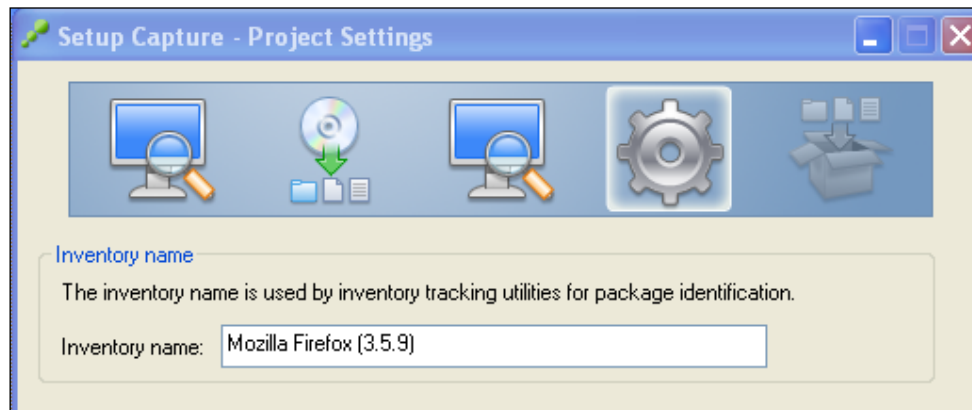 Setup Capture - Project Settings
Inventory name
The inventory name is used by inventory tracking utilities for package identification.
Inventory name: Mozilla Firefox (3.5.9)